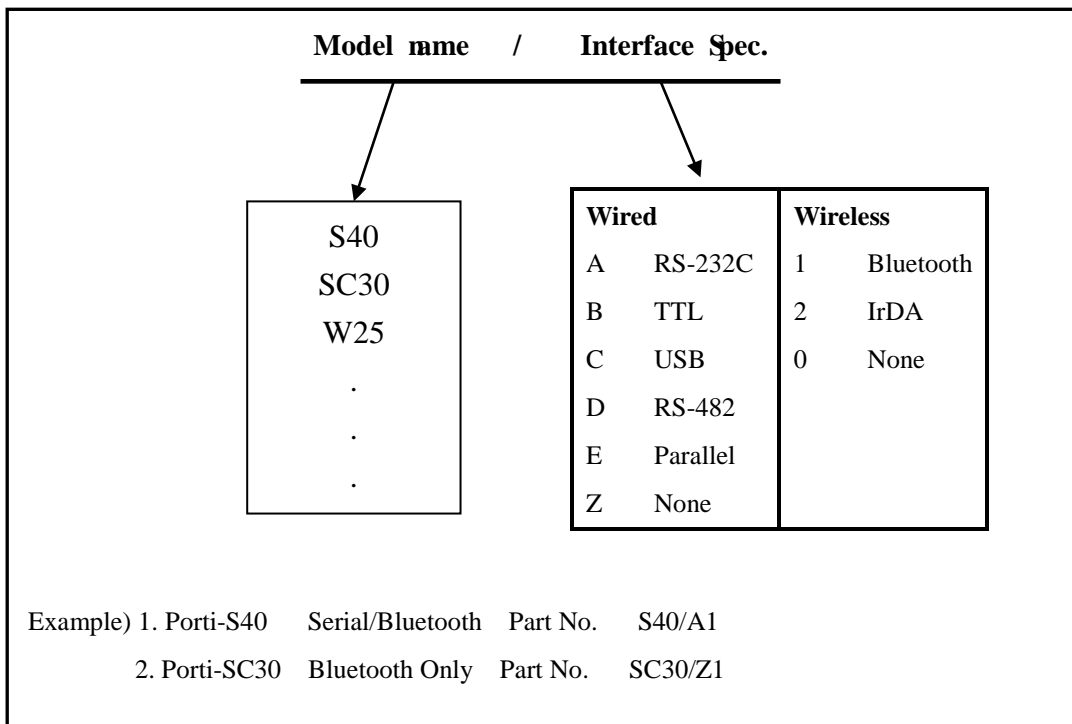 Model name / Interface Spec.
S40
SC30
W25
.
.
.
Wired Wireless
A RS-232C 1 Bluetooth
B TTL 2 IrDA
C USB 0 None
D RS-482
E Parallel
Z None
Example) 1. Porti-S40 Serial/Bluetooth Part No. S40/A1
2. Porti-SC30 Bluetooth Only Part No. SC30/Z1